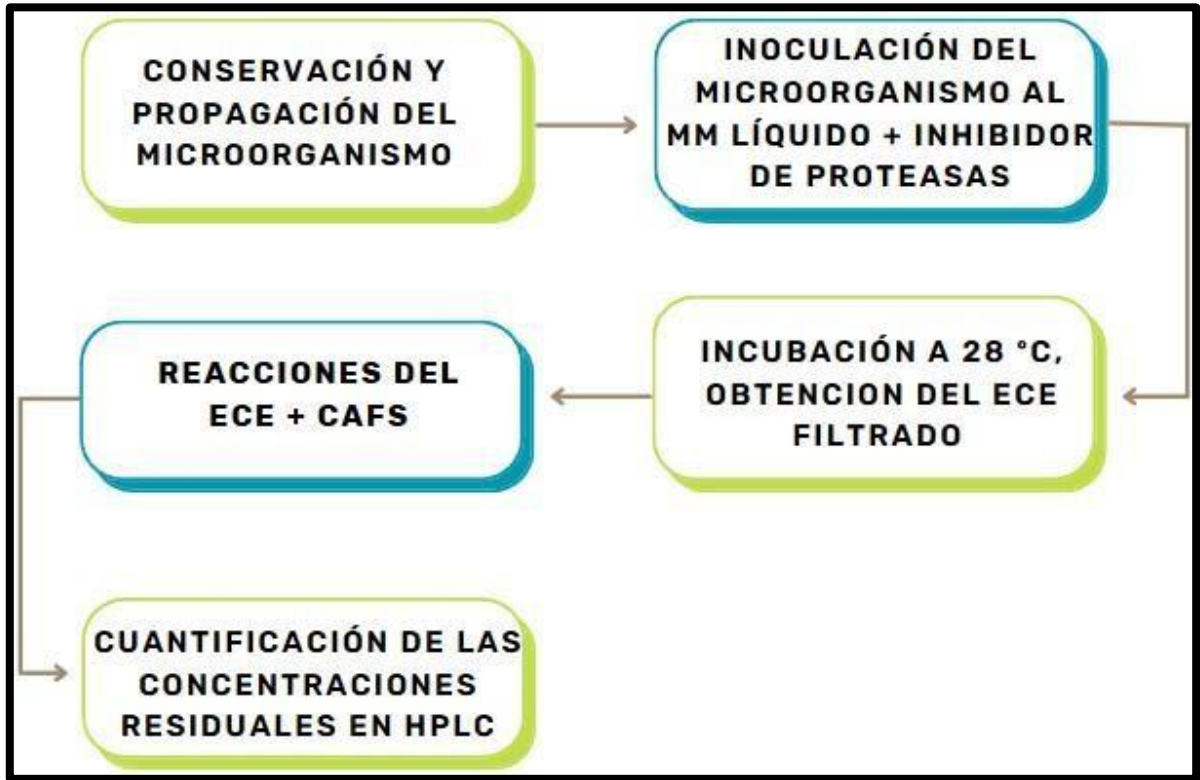 CONSERVACIÓN Y
PROPAGACIÓN DEL
MICROORGANISMO
INOCULACIÓN DEL
MICROORGANISMO AL
MM LÍQUIDO + INHIBIDOR
DE PROTEASAS
INCUBACIÓN A 28 °C,
OBTENCION DEL ECE
FILTRADO
REACCIONES DEL
ECE + CAFS
CUANTIFICACIÓN DE LAS
CONCENTRACIONES
RESIDUALES EN HPLC